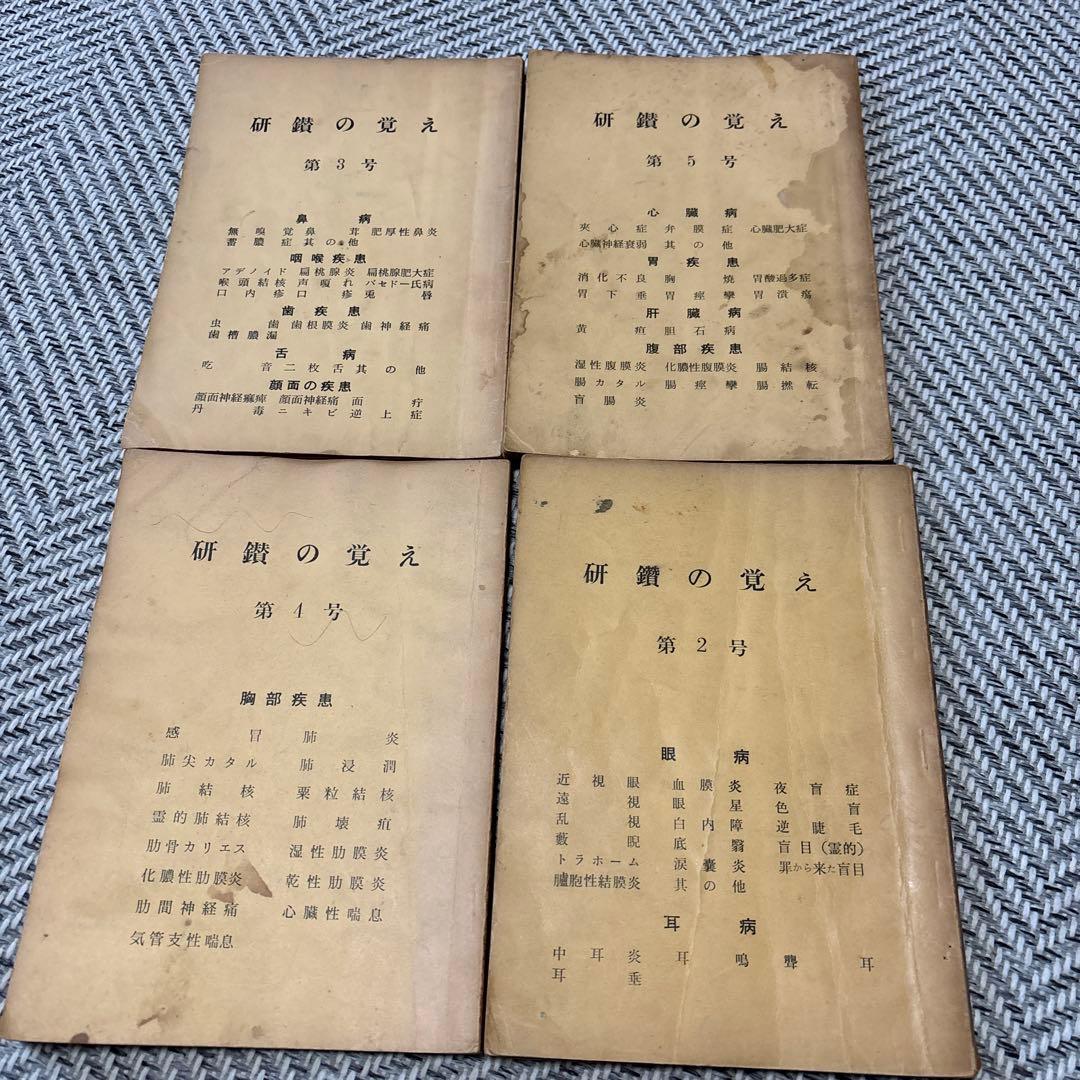 研鑚の覚え
第3号
鼻病
無嗅覚鼻 茸 肥厚性鼻炎
蓄膿症 其の他
咽喉疾患
アデノイド 扁桃腺炎 扁桃腺肥大症
喉頭結核 声嗄れ バセドー氏病
口内疹 口疹 兎唇
歯疾患
虫歯 歯根膜炎 歯神経痛
歯槽膿漏
舌病
吃音 二枚舌 其の他
顔面の疾患
顔面神経麻痺 顔面神経痛 面疔
丹毒 ニキビ 逆上症
研鑚の覚え
第5号
心臓病
夾心症 弁膜症 心臓肥大症
心臓神経衰弱 其の他
胃疾患
消化不良 胸焼 胃酸過多症
胃下垂 胃痙攣 胃潰瘍
肝臓病
黄疸 胆石病
腹部疾患
湿性腹膜炎 化膿性腹膜炎 腸結核
腸カタル 腸痙攣 腸撚転
盲腸炎
研鑚の覚え
第4号
胸部疾患
感冒 肺炎
肺尖カタル 肺浸潤
肺結核 粟粒結核
霊的肺結核 肺壊疽
肋骨カリエス 湿性肋膜炎
化膿性肋膜炎 乾性肋膜炎
肋間神経痛 心臓性喘息
気管支性喘息
研鑽の覚え
第2号
眼病
近視眼 血膜炎 夜盲症
遠視 眼星 色盲
乱視 白内障 逆睫毛
藪睨 底翳 盲目(霊的)
トラホーム 涙嚢炎 罪から来た盲目
臚胞性結膜炎 其の他
耳病
中耳炎 耳鳴 聾耳
耳垂